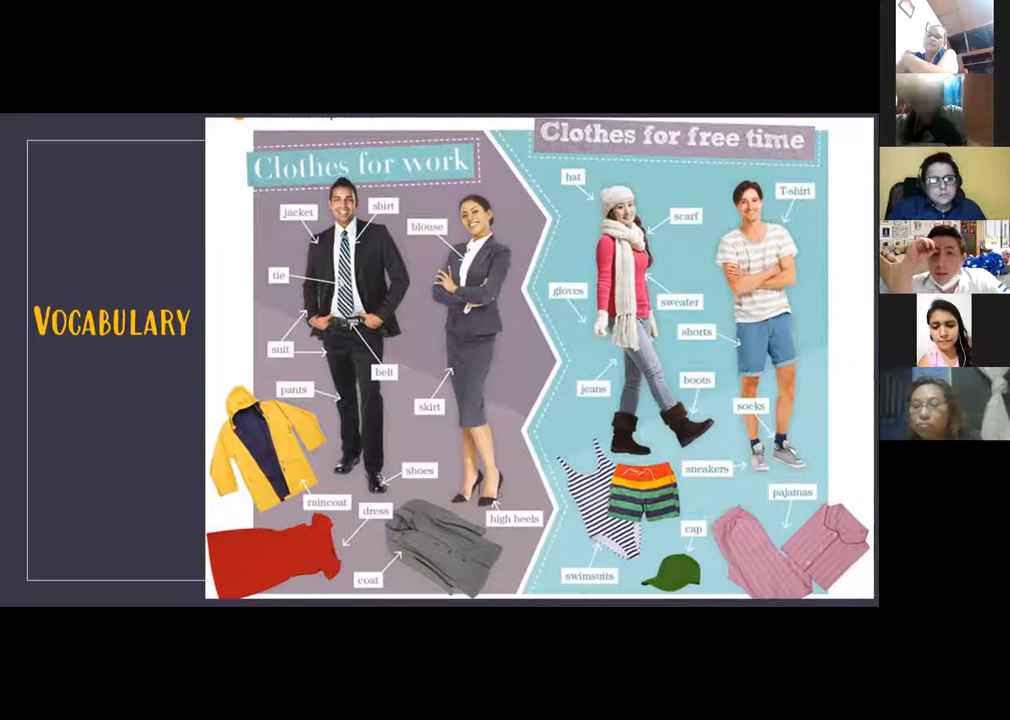 VOCABULARY
Clothes for work
jacket
shirt
blouse
tie
suit
belt
pants
skirt
shoes
raincoat
dress
high heels
coat
Clothes for free time
hat
T-shirt
scarf
gloves
sweater
shorts
jeans
boots
socks
sneakers
pajamas
cap
swimsuits